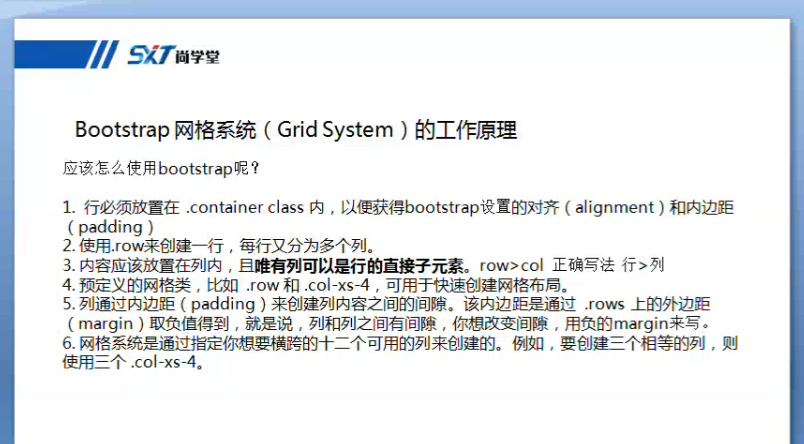 SXT尚学堂
Bootstrap 网格系统（Grid System）的工作原理
应该怎么使用bootstrap呢？
1. 行必须放置在 .container class 内，以便获得bootstrap设置的对齐（alignment）和内边距
（padding）
2. 使用.row来创建一行，每行又分为多个列。
3. 内容应该放置在列内，且唯有列可以是行的直接子元素。row>col 正确写法 行>列
4. 预定义的网格类，比如 .row 和 .col-xs-4，可用于快速创建网格布局。
5. 列通过内边距（padding）来创建列内容之间的间隙。该内边距是通过 .rows 上的外边距
（margin）取负值得到，就是说，列和列之间有间隙，你想改变间隙，用负的margin来写。
6. 网格系统是通过指定你想要横跨的十二个可用的列来创建的。例如，要创建三个相等的列，则
使用三个 .col-xs-4。